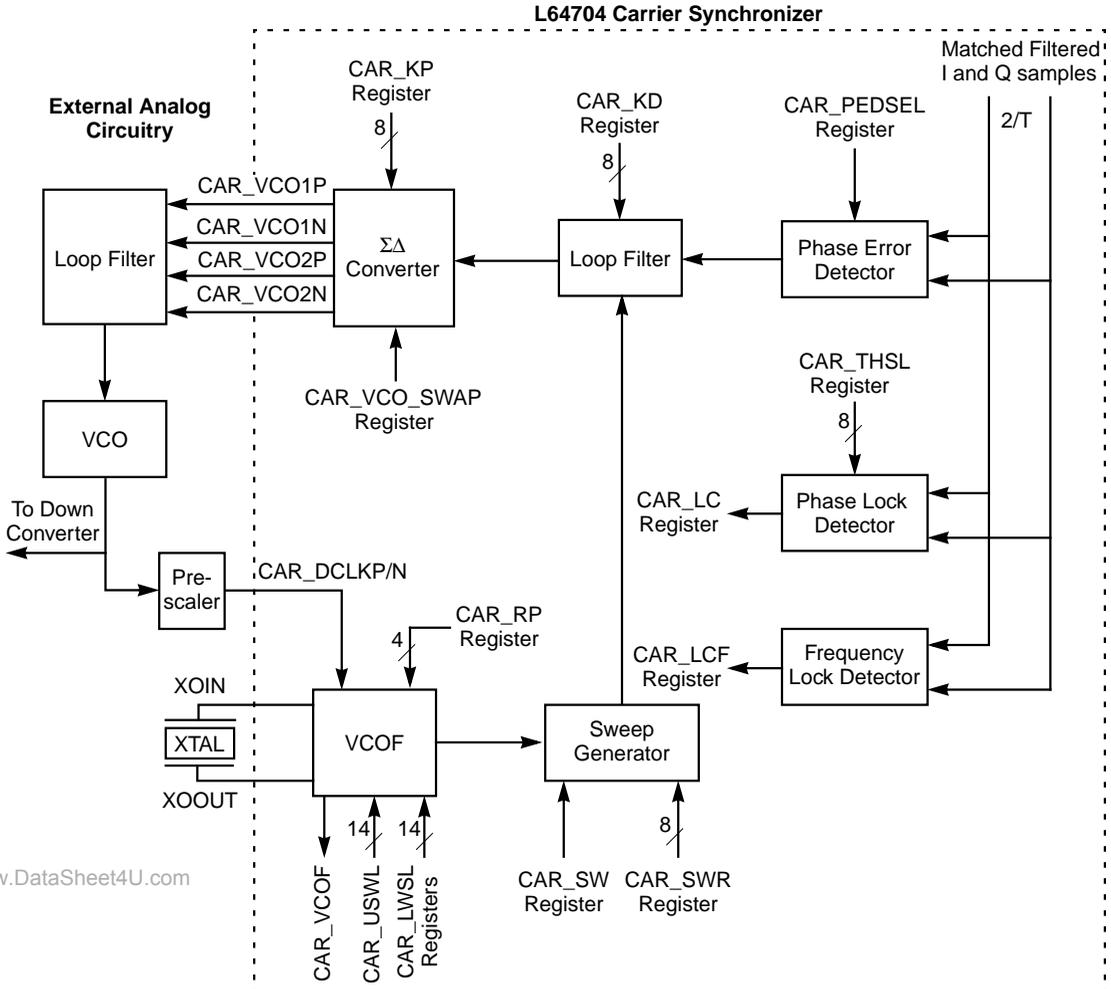 L64704 Carrier Synchronizer
Matched Filtered
I and Q samples
2/T
External Analog
Circuitry
CAR_KP
Register
8
CAR_KD
Register
8
CAR_PEDSEL
Register
CAR_VCO1P
CAR_VCO1N
CAR_VCO2P
CAR_VCO2N
Loop Filter
ΣΔ
Converter
Loop Filter
Phase Error
Detector
CAR_VCO_SWAP
Register
CAR_THSL
Register
8
VCO
To Down
Converter
CAR_LC
Register
Phase Lock
Detector
Pre-
scaler
CAR_DCLKP/N
CAR_RP
Register
4
CAR_LCF
Register
Frequency
Lock Detector
XOIN
XTAL
XOOUT
VCOF
Sweep
Generator
14
14
8
CAR_VCOF
CAR_USWL
CAR_LWSL
Registers
CAR_SW
Register
CAR_SWR
Register
w.DataSheet4U.com